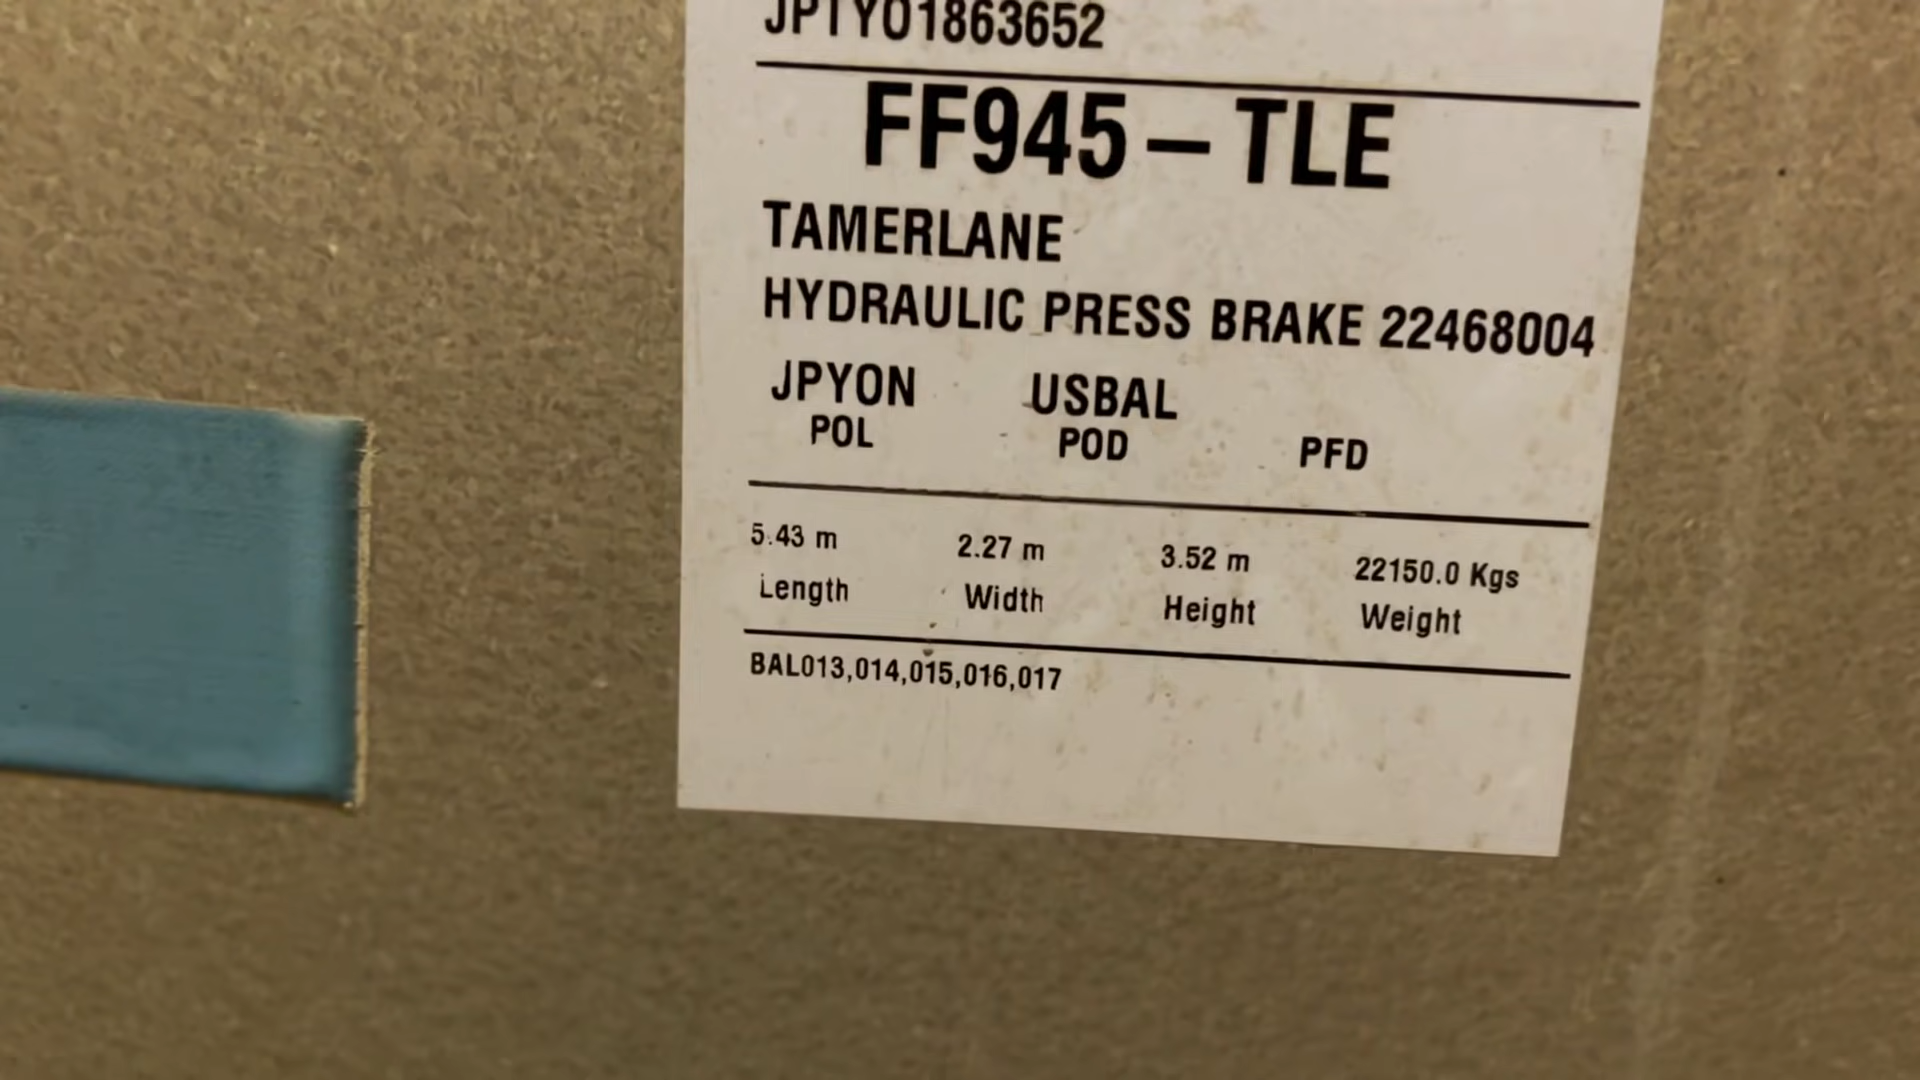 JPTYO1863652
FF945 – TLE
TAMERLANE
HYDRAULIC PRESS BRAKE 22468004
JPYON USBAL
POL POD PFD
5.43 m 2.27 m 3.52 m 22150.0 Kgs
Length Width Height Weight
BAL013,014,015,016,017